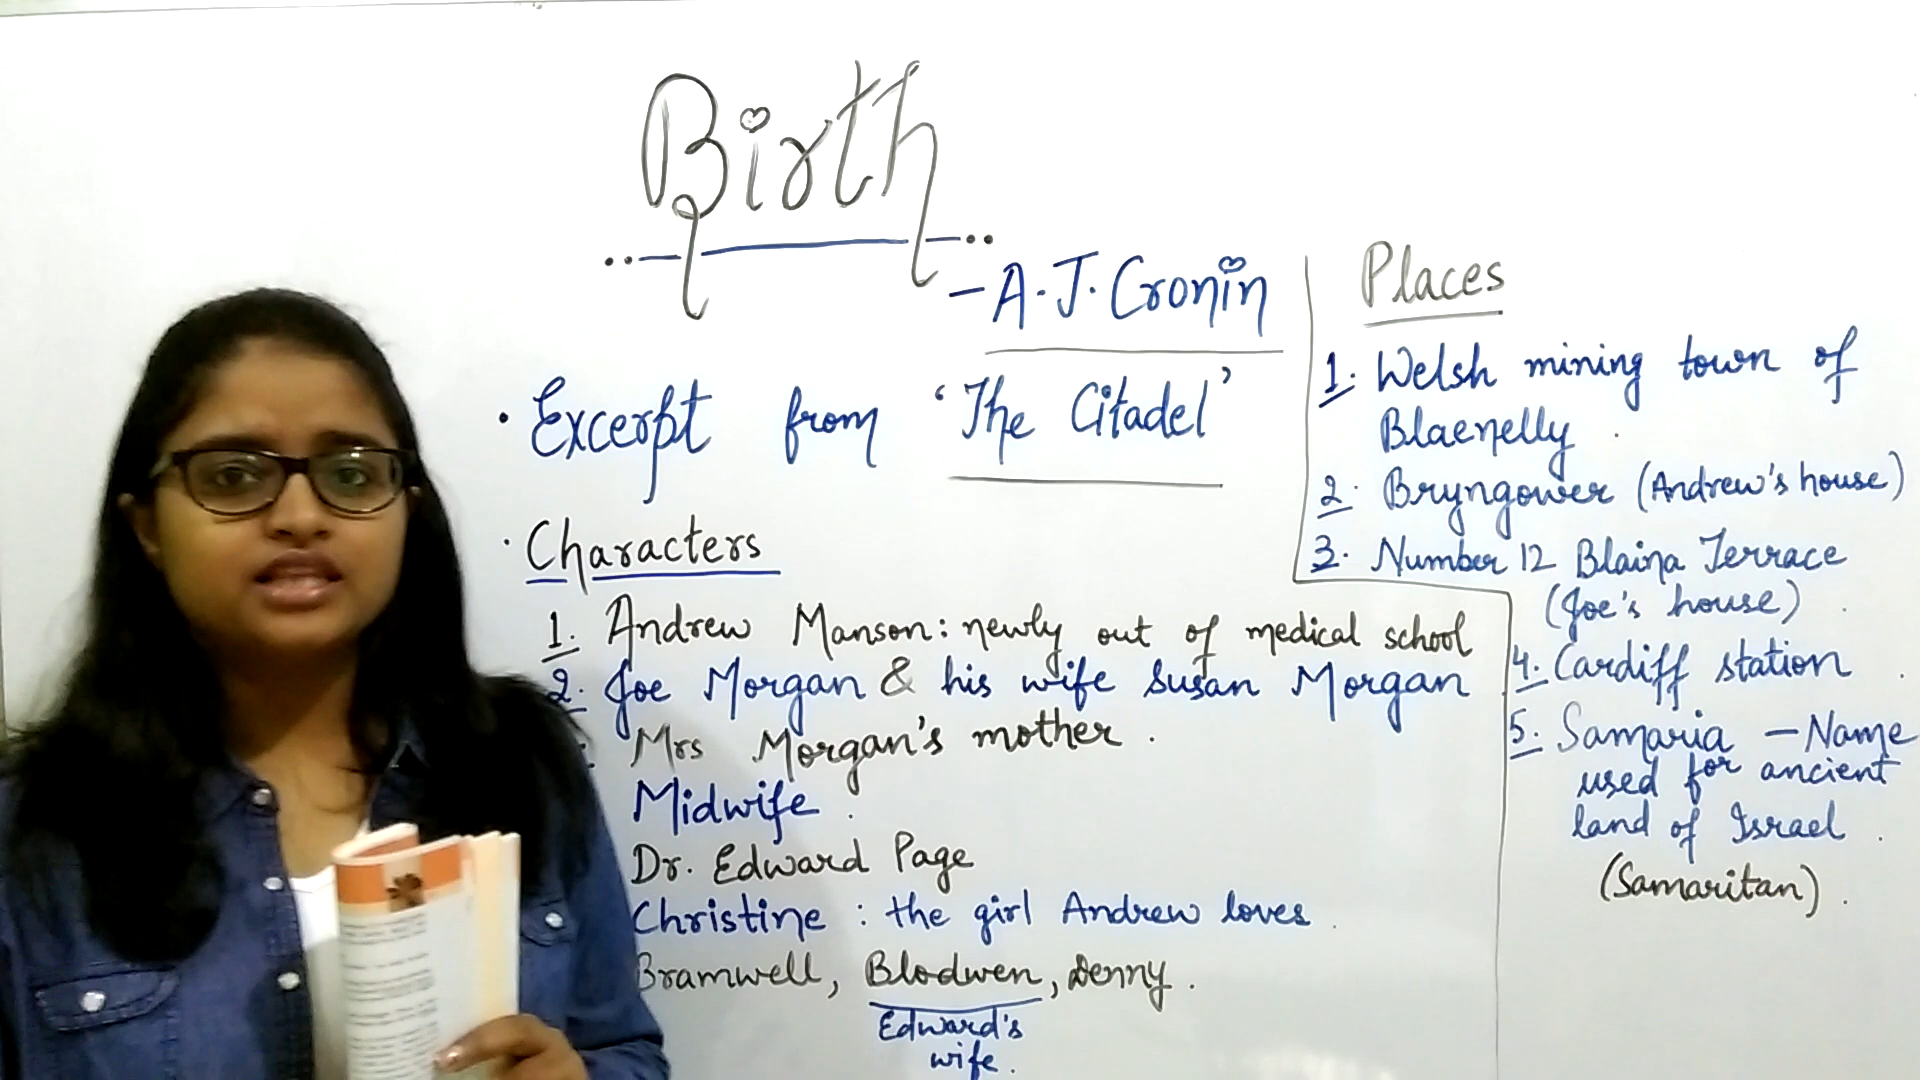 Birth
- A.J. Cronin
• Excerpt from 'The Citadel'
• Characters
1. Andrew Manson: newly out of medical school
2. Joe Morgan & his wife Susan Morgan
Mrs Morgan's mother.
Midwife.
Dr. Edward Page
Christine : the girl Andrew loves.
Bramwell, Blodwen, Denny.
Edward's
wife.
Places
1. Welsh mining town of
Blaenelly.
2. Bryngower (Andrew's house)
3. Number 12 Blaina Terrace
(Joe's house).
4. Cardiff station.
5. Samaria - Name
used for ancient
land of Israel.
(Samaritan).